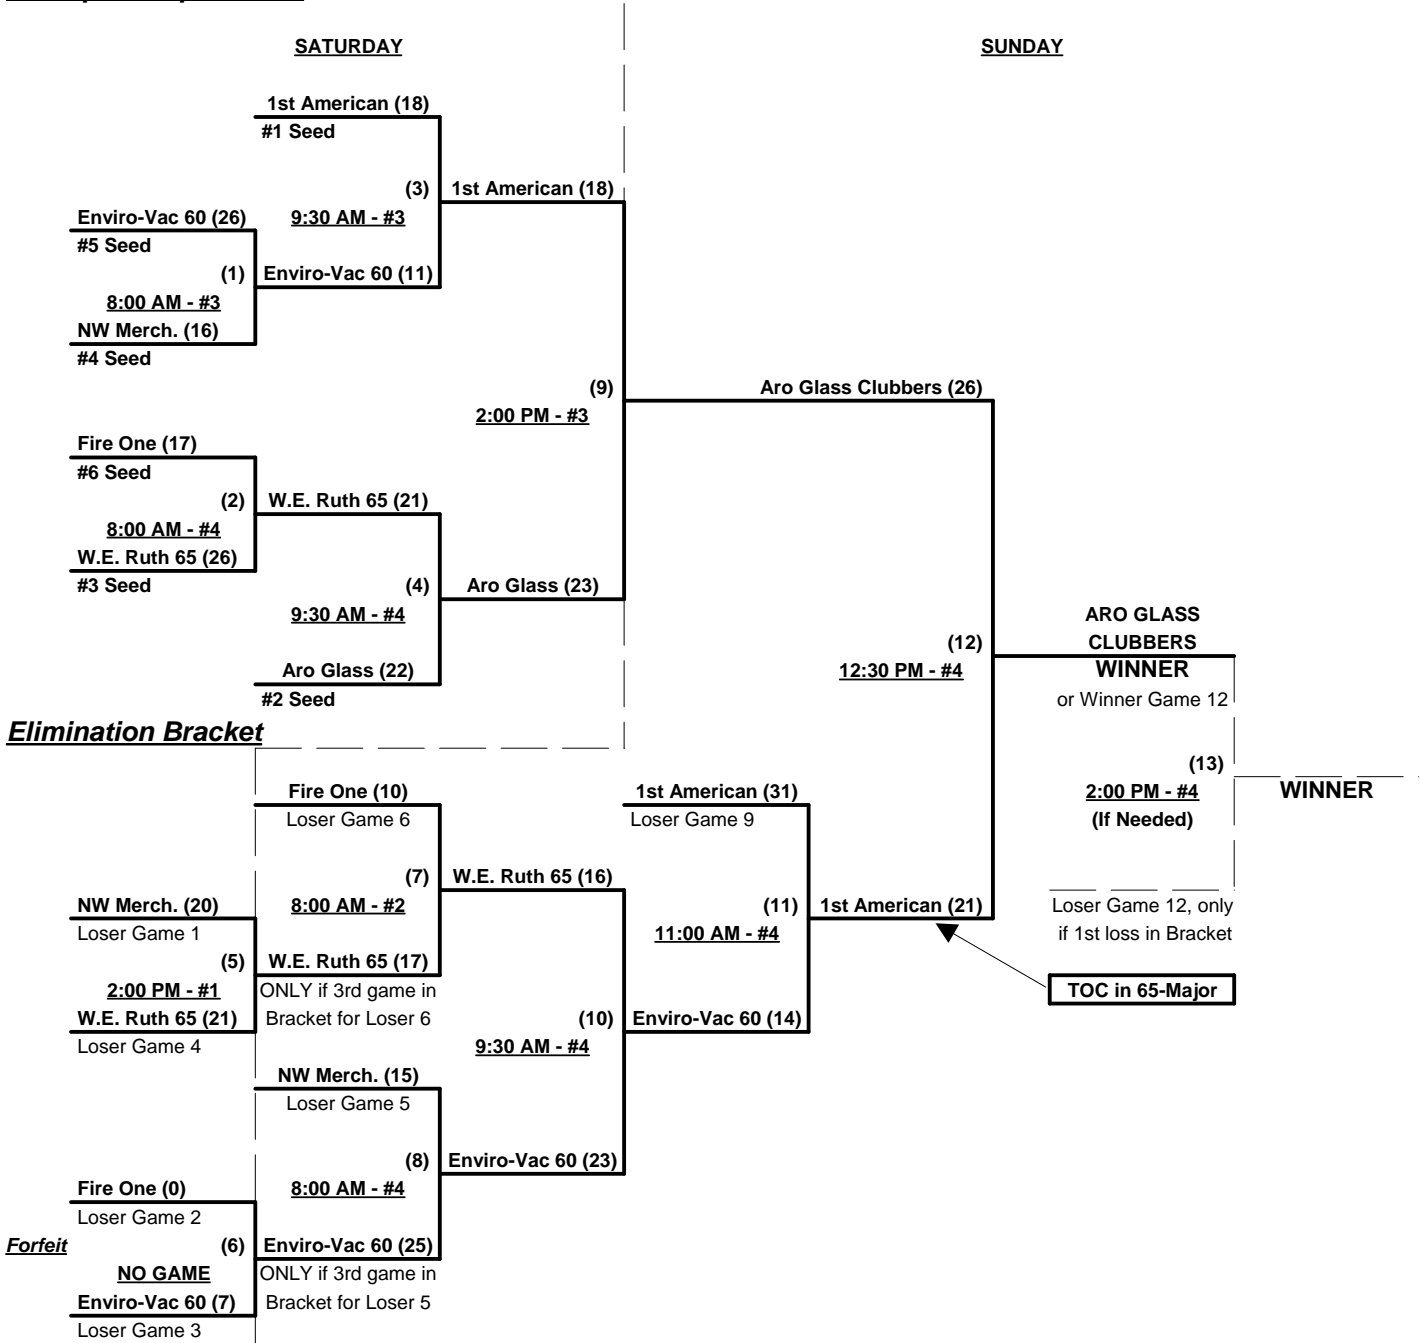 SATURDAY
SUNDAY
1st American (18)
#1 Seed
(3)
9:30 AM - #3
1st American (18)
Enviro-Vac 60 (26)
#5 Seed
(1)
8:00 AM - #3
Enviro-Vac 60 (11)
NW Merch. (16)
#4 Seed
(9)
2:00 PM - #3
Aro Glass Clubbers (26)
Fire One (17)
#6 Seed
(2)
8:00 AM - #4
W.E. Ruth 65 (21)
W.E. Ruth 65 (26)
#3 Seed
(4)
9:30 AM - #4
Aro Glass (23)
Aro Glass (22)
#2 Seed
(12)
12:30 PM - #4
ARO GLASS
CLUBBERS
WINNER
or Winner Game 12
(13)
2:00 PM - #4
(If Needed)
WINNER
Loser Game 12, only
if 1st loss in Bracket
Elimination Bracket
Fire One (10)
Loser Game 6
(7)
8:00 AM - #2
W.E. Ruth 65 (16)
1st American (31)
Loser Game 9
(11)
11:00 AM - #4
1st American (21)
TOC in 65-Major
NW Merch. (20)
Loser Game 1
(5)
2:00 PM - #1
W.E. Ruth 65 (17)
ONLY if 3rd game in
Bracket for Loser 6
W.E. Ruth 65 (21)
Loser Game 4
(10)
9:30 AM - #4
Enviro-Vac 60 (14)
NW Merch. (15)
Loser Game 5
(8)
8:00 AM - #4
Enviro-Vac 60 (23)
Fire One (0)
Loser Game 2
Forfeit
(6)
NO GAME
Enviro-Vac 60 (25)
ONLY if 3rd game in
Bracket for Loser 5
Enviro-Vac 60 (7)
Loser Game 3